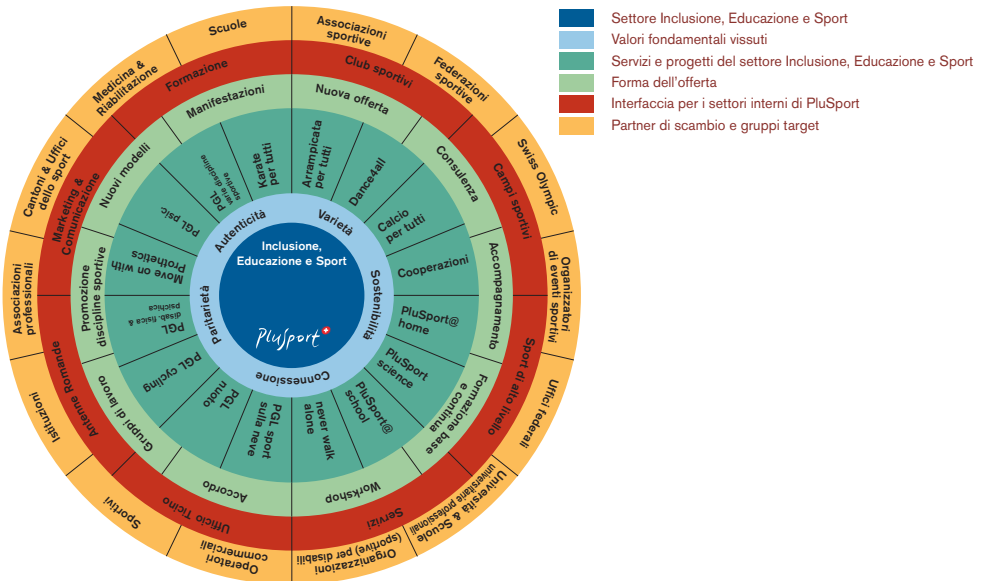 Settore Inclusione, Educazione e Sport
Valori fondamentali vissuti
Servizi e progetti del settore Inclusione, Educazione e Sport
Forma dell'offerta
Interfaccia per i settori interni di PluSport
Partner di scambio e gruppi target
Inclusione,
Educazione e Sport
PluSport
Autenticità
Varietà
Sostenibilità
Connessione
Paritarietà
Arrampicata
per tutti
Dance4all
Calcio
per tutti
Cooperazioni
PluSport@
home
PluSport
science
PluSport@
school
never walk
alone
PGL sport
sulla neve
PGL
nuoto
PGL cycling
PGL
disab. fisica &
psichica
Move on with
Prothetics
PGL psic.
PGL
varie discipline
sportive
Karate
per tutti
Nuova offerta
Consulenza
Accompagnamento
Formazione base
e continua
Workshop
Accordo
Gruppi di lavoro
Promozione
discipline sportive
Nuovi modelli
Manifestazioni
Club sportivi
Campi sportivi
Sport di alto livello
Servizi
Ufficio Ticino
Antenne Romande
Marketing &
Comunicazione
Formazione
Associazioni
sportive
Federazioni
sportive
Swiss Olympic
Organizzatori
di eventi sportivi
Uffici federali
Università & Scuole
universitarie professionali
Organizzazioni
(sportive) per disabili
Operatori
commerciali
Sportivi
Istituzioni
Associazioni
professionali
Cantoni & Uffici
dello sport
Medicina &
Riabilitazione
Scuole